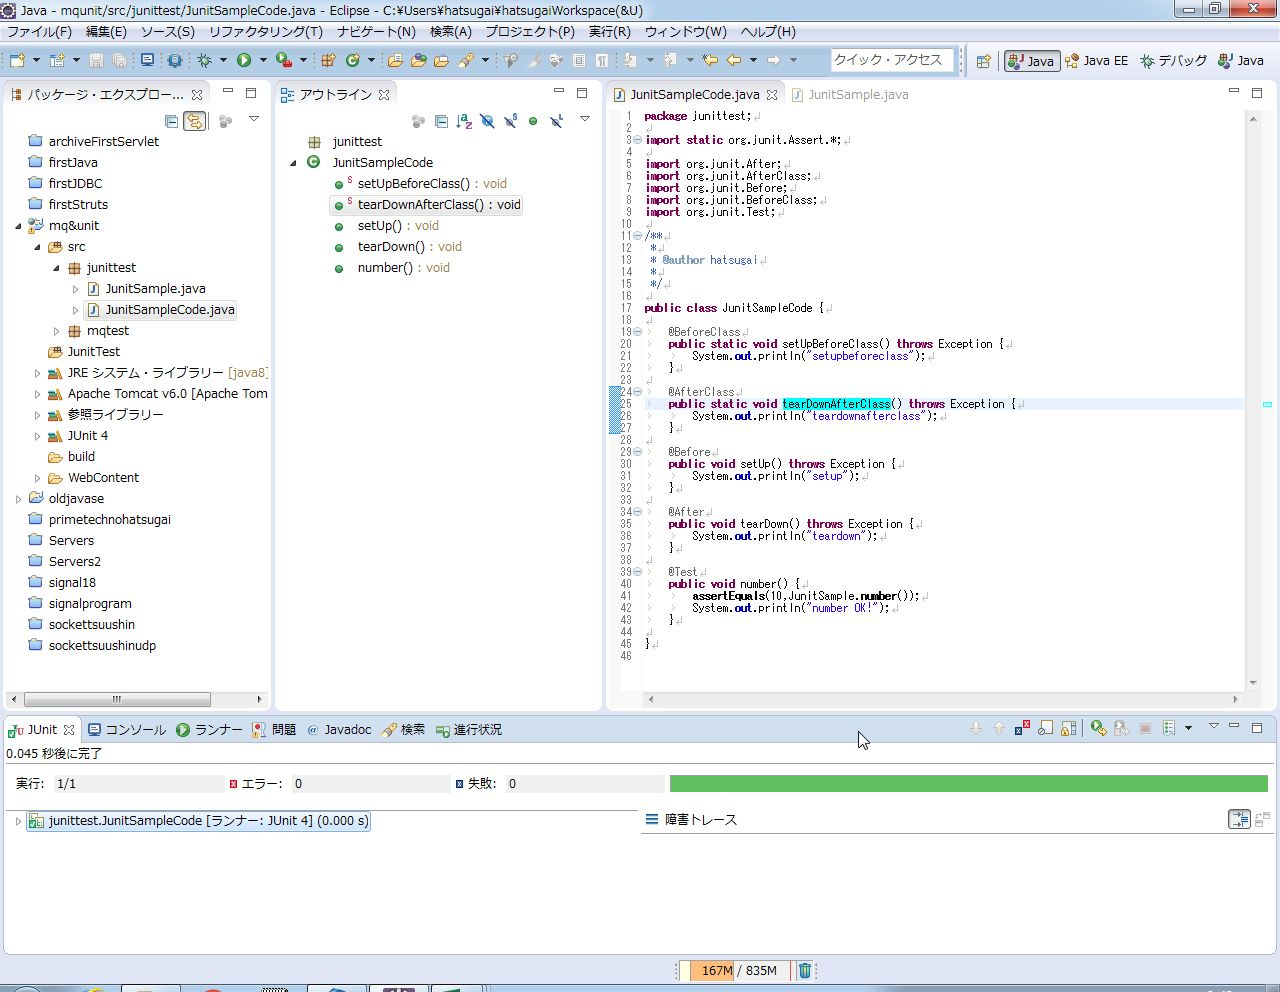 Java - mqunit/src/junittest/JunitSampleCode.java - Eclipse - C:¥Users¥hatsugai¥hatsugaiWorkspace(&U)
ファイル(F) 編集(E) ソース(S) リファクタリング(T) ナビゲート(N) 検索(A) プロジェクト(P) 実行(R) ウィンドウ(W) ヘルプ(H)
クイック・アクセス Java Java EE デバッグ Java
パッケージ・エクスプロー...
archiveFirstServlet
firstJava
firstJDBC
firstStruts
mq&unit
src
junittest
JunitSample.java
JunitSampleCode.java
mqtest
JunitTest
JRE システム・ライブラリー [java8]
Apache Tomcat v6.0 [Apache Tom
参照ライブラリー
JUnit 4
build
WebContent
oldjavase
primetechnohatsugai
Servers
Servers2
signal18
signalprogram
sockettsuushin
sockettsuushinudp
アウトライン
junittest
JunitSampleCode
setUpBeforeClass() : void
tearDownAfterClass() : void
setUp() : void
tearDown() : void
number() : void
JunitSampleCode.java JunitSample.java
1 package junittest;
2
3 import static org.junit.Assert.*;
4
5 import org.junit.After;
6 import org.junit.AfterClass;
7 import org.junit.Before;
8 import org.junit.BeforeClass;
9 import org.junit.Test;
10
11 /**
12 *
13 * @author hatsugai
14 *
15 */
16
17 public class JunitSampleCode {
18
19 @BeforeClass
20 public static void setUpBeforeClass() throws Exception {
21 System.out.println("setupbeforeclass");
22 }
23
24 @AfterClass
25 public static void tearDownAfterClass() throws Exception {
26 System.out.println("teardownafterclass");
27 }
28
29 @Before
30 public void setUp() throws Exception {
31 System.out.println("setup");
32 }
33
34 @After
35 public void tearDown() throws Exception {
36 System.out.println("teardown");
37 }
38
39 @Test
40 public void number() {
41 assertEquals(10,JunitSample.number());
42 System.out.println("number OK!");
43 }
44
45 }
46
JUnit コンソール ランナー 問題 @ Javadoc 検索 進行状況
0.045 秒後に完了
実行: 1/1 エラー: 0 失敗: 0
junittest.JunitSampleCode [ランナー: JUnit 4] (0.000 s)
障害トレース
167M / 835M